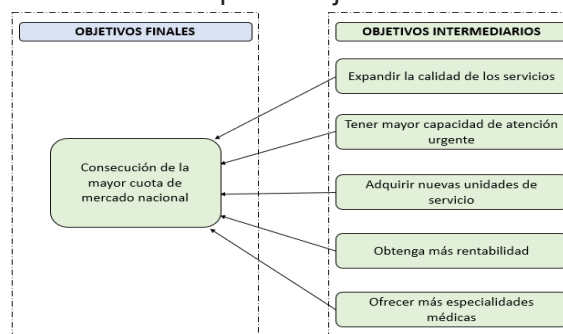 OBJETIVOS FINALES
Consecución de la
mayor cuota de
mercado nacional
OBJETIVOS INTERMEDIARIOS
Expandir la calidad de los servicios
Tener mayor capacidad de atención
urgente
Adquirir nuevas unidades de
servicio
Obtenga más rentabilidad
Ofrecer más especialidades
médicas